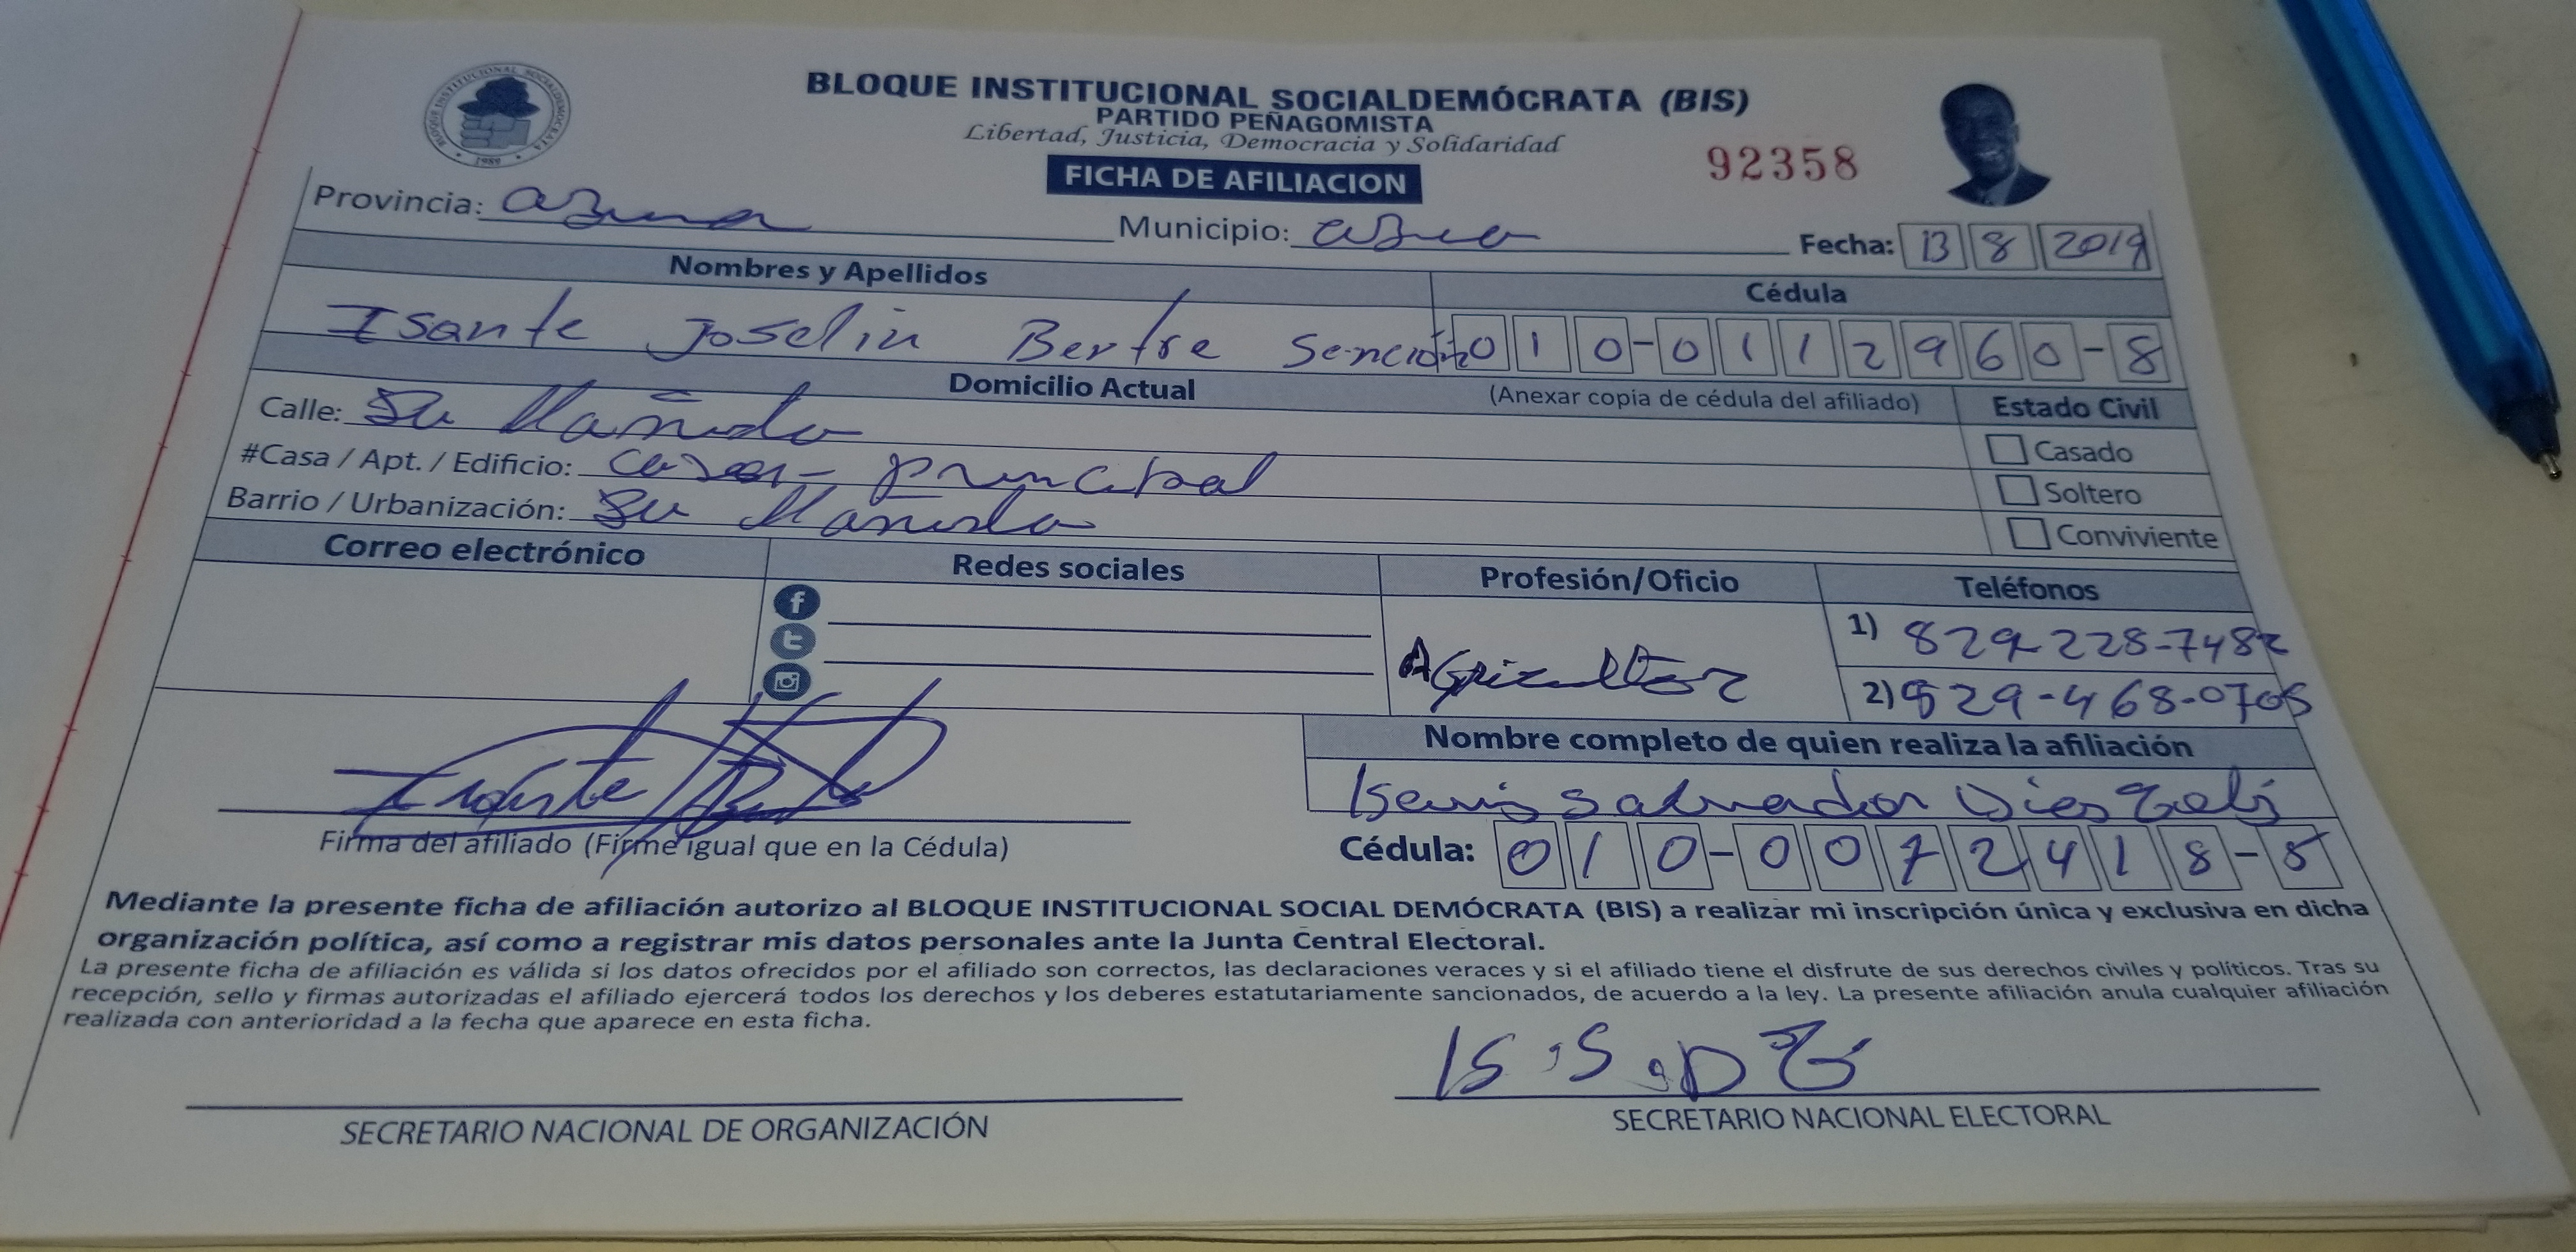 BLOQUE INSTITUCIONAL SOCIALDEMÓCRATA (BIS)
PARTIDO PEÑAGOMISTA
Libertad, Justicia, Democracia y Solidaridad
BLOQUE INSTITUCIONAL SOCIALDEMOCRATA
1989
92358
FICHA DE AFILIACION
Provincia: azua Municipio: azua Fecha: 13 8 2019
Nombres y Apellidos Cédula
Isante Joselin Bertre Sención 010-0112960-8
Domicilio Actual (Anexar copia de cédula del afiliado) Estado Civil
Calle: Casado
#Casa / Apt. / Edificio: casa principal Soltero
Barrio / Urbanización: Conviviente
Correo electrónico Redes sociales Profesión/Oficio Teléfonos
1) 829-228-7482
Agricultor
2) 829-468-0705
Nombre completo de quien realiza la afiliación
Salvador
Firma del afiliado (Firme igual que en la Cédula) Cédula: 010-0072418-5
Mediante la presente ficha de afiliación autorizo al BLOQUE INSTITUCIONAL SOCIAL DEMÓCRATA (BIS) a realizar mi inscripción única y exclusiva en dicha
organización política, así como a registrar mis datos personales ante la Junta Central Electoral.
La presente ficha de afiliación es válida si los datos ofrecidos por el afiliado son correctos, las declaraciones veraces y si el afiliado tiene el disfrute de sus derechos civiles y políticos. Tras su
recepción, sello y firmas autorizadas el afiliado ejercerá todos los derechos y los deberes estatutariamente sancionados, de acuerdo a la ley. La presente afiliación anula cualquier afiliación
realizada con anterioridad a la fecha que aparece en esta ficha.
SECRETARIO NACIONAL DE ORGANIZACIÓN SECRETARIO NACIONAL ELECTORAL